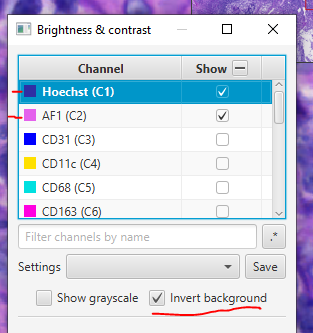 Brightness & contrast
Channel Show
Hoechst (C1)
AF1 (C2)
CD31 (C3)
CD11c (C4)
CD68 (C5)
CD163 (C6)
Filter channels by name .*
Settings Save
Show grayscale Invert background